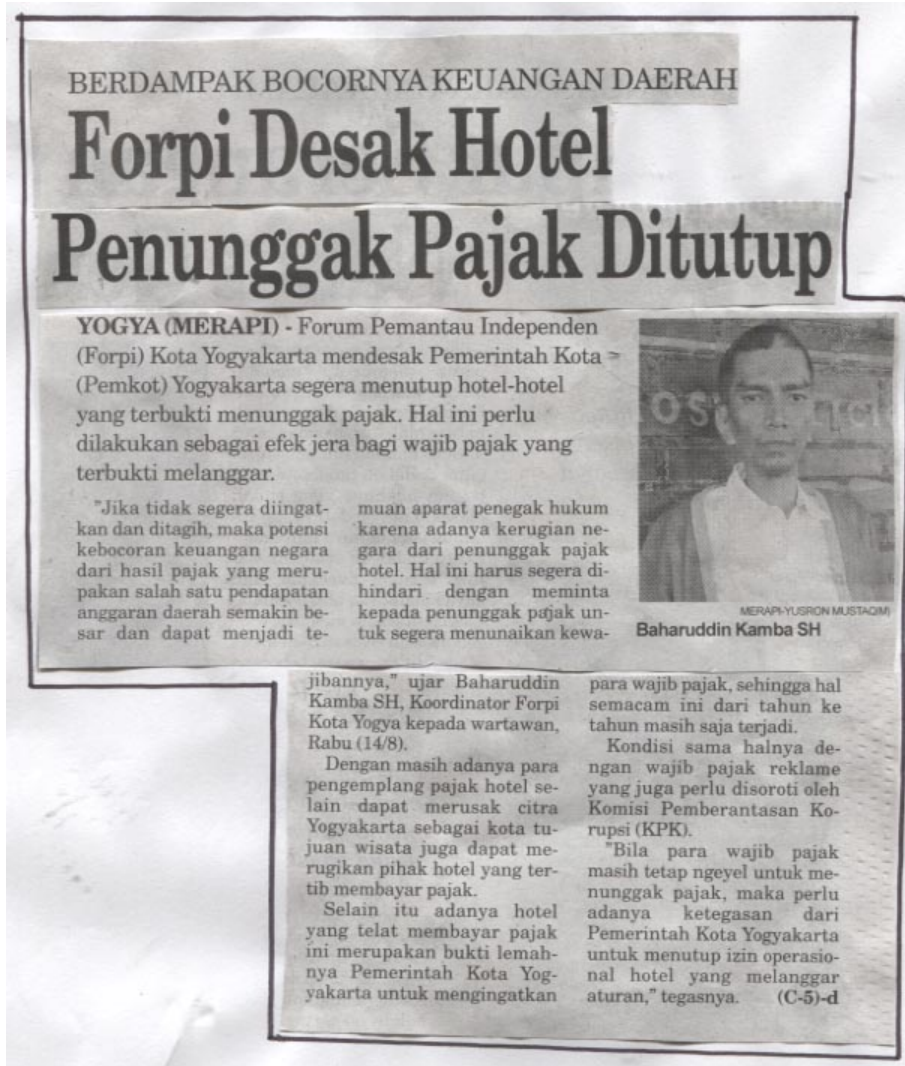 BERDAMPAK BOCORNYA KEUANGAN DAERAH
Forpi Desak Hotel
Penunggak Pajak Ditutup
YOGYA (MERAPI) - Forum Pemantau Independen
(Forpi) Kota Yogyakarta mendesak Pemerintah Kota
(Pemkot) Yogyakarta segera menutup hotel-hotel
yang terbukti menunggak pajak. Hal ini perlu
dilakukan sebagai efek jera bagi wajib pajak yang
terbukti melanggar.
"Jika tidak segera diingat-
kan dan ditagih, maka potensi
kebocoran keuangan negara
dari hasil pajak yang meru-
pakan salah satu pendapatan
anggaran daerah semakin be-
sar dan dapat menjadi te-
muan aparat penegak hukum
karena adanya kerugian ne-
gara dari penunggak pajak
hotel. Hal ini harus segera di-
hindari dengan meminta
kepada penunggak pajak un-
tuk segera menunaikan kewa-
MERAPI-YUSRON MUSTAQIM
Baharuddin Kamba SH
jibannya," ujar Baharuddin
Kamba SH, Koordinator Forpi
Kota Yogya kepada wartawan,
Rabu (14/8).
Dengan masih adanya para
pengemplang pajak hotel se-
lain dapat merusak citra
Yogyakarta sebagai kota tu-
juan wisata juga dapat me-
rugikan pihak hotel yang ter-
tib membayar pajak.
Selain itu adanya hotel
yang telat membayar pajak
ini merupakan bukti lemah-
nya Pemerintah Kota Yog-
yakarta untuk mengingatkan
para wajib pajak, sehingga hal
semacam ini dari tahun ke
tahun masih saja terjadi.
Kondisi sama halnya de-
ngan wajib pajak reklame
yang juga perlu disoroti oleh
Komisi Pemberantasan Ko-
rupsi (KPK).
"Bila para wajib pajak
masih tetap ngeyel untuk me-
nunggak pajak, maka perlu
adanya ketegasan dari
Pemerintah Kota Yogyakarta
untuk menutup izin operasio-
nal hotel yang melanggar
aturan," tegasnya. (C-5)-d